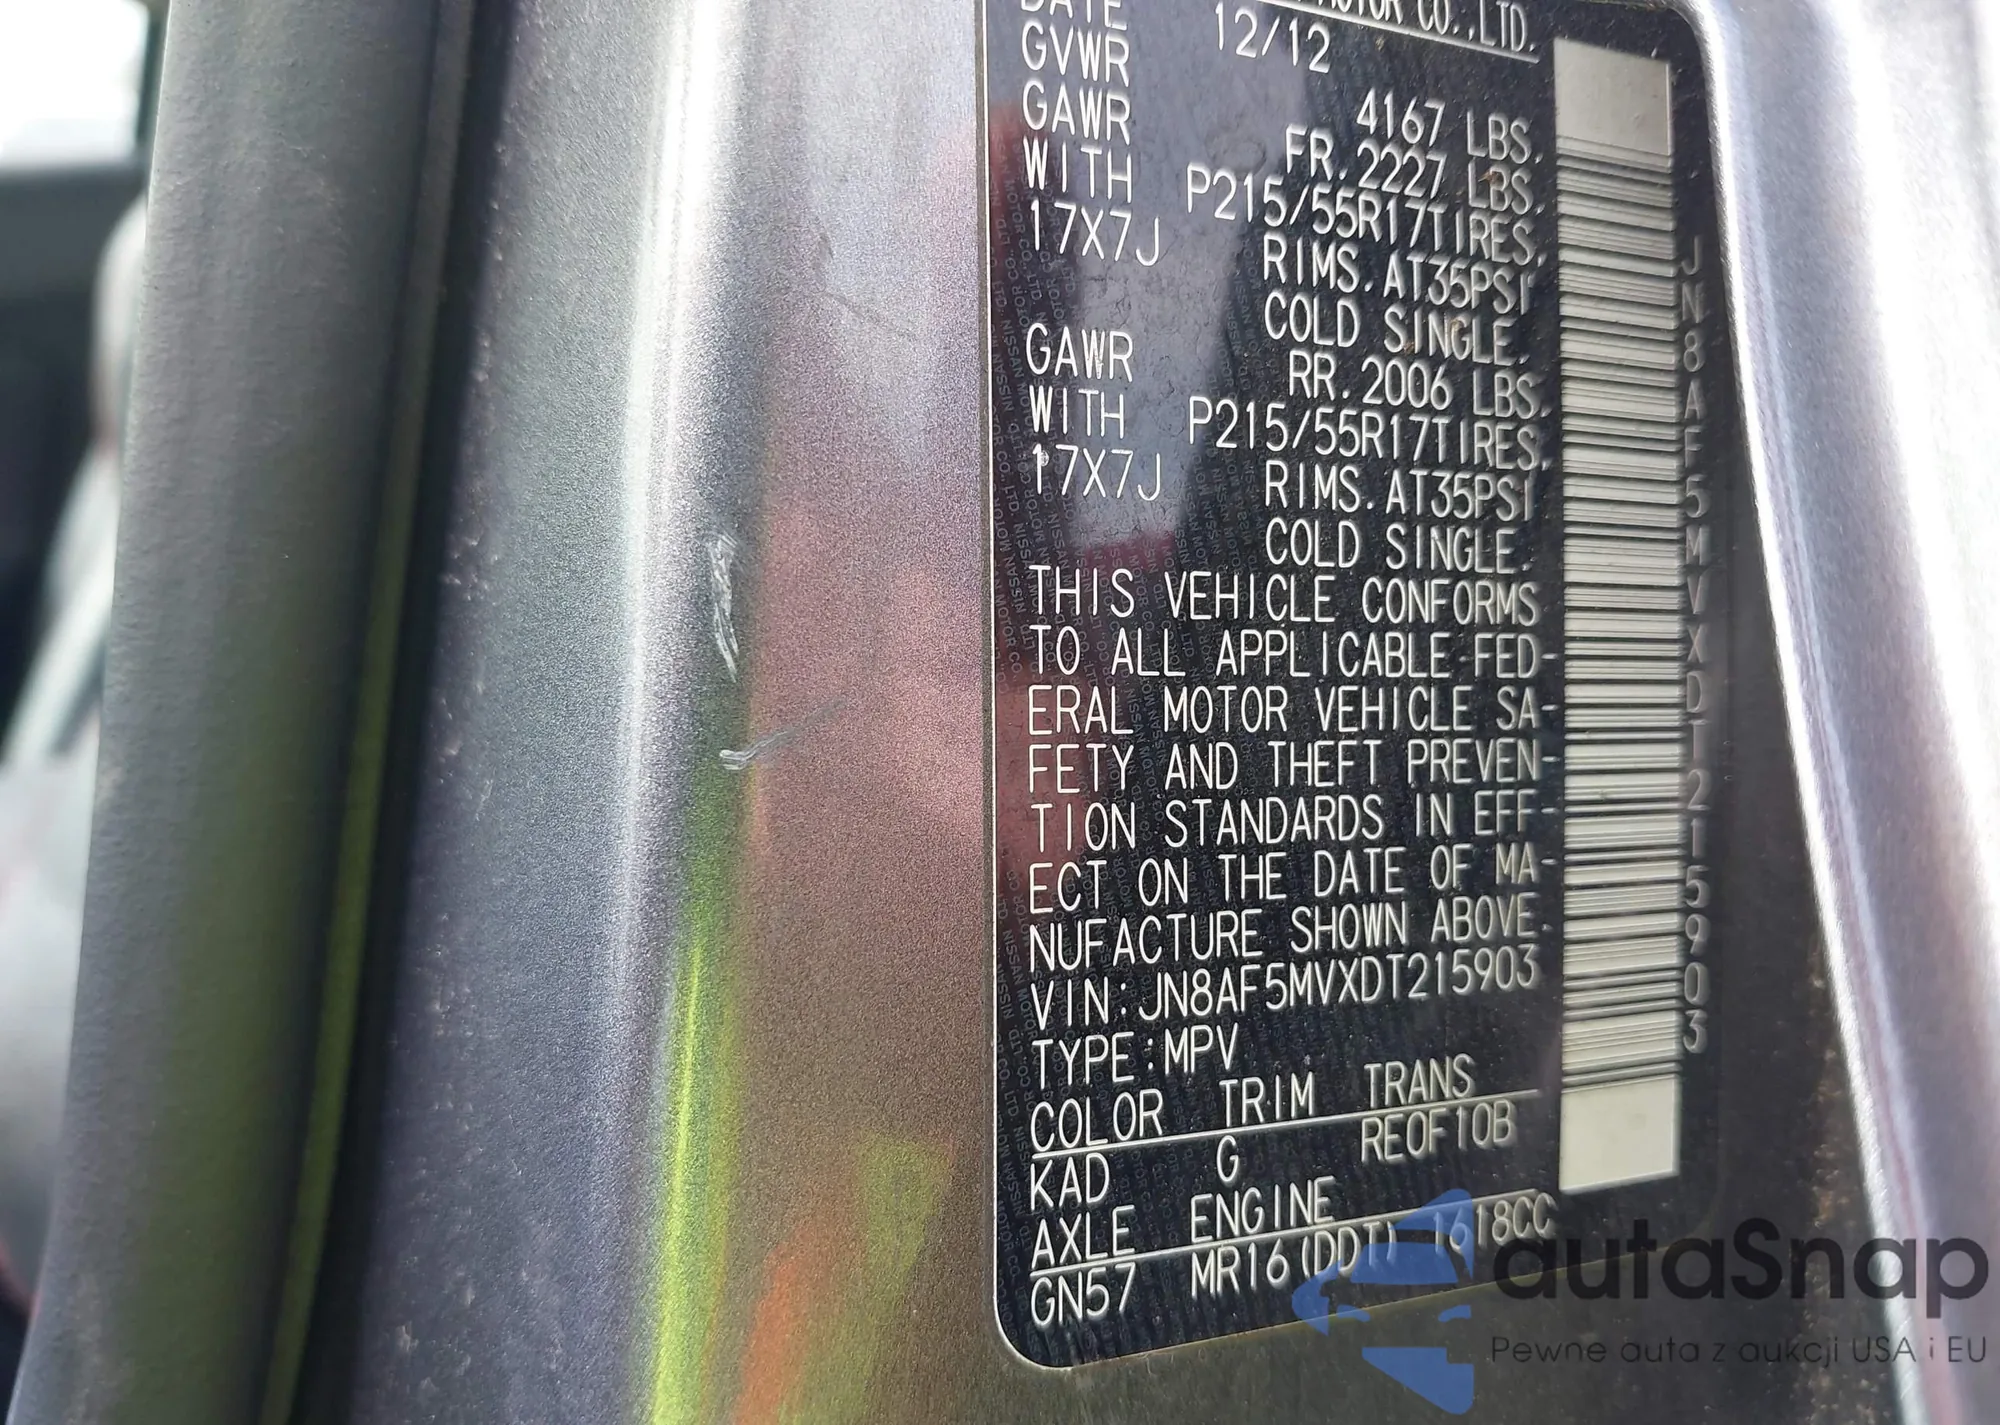 MOTOR CO.,LTD.
DATE 12/12
GVWR 4167 LBS.
GAWR FR. 2227 LBS.
WITH P215/55R17TIRES.
17X7J RIMS. AT35PSI
COLD SINGLE.
GAWR RR. 2006 LBS.
WITH P215/55R17TIRES.
17X7J RIMS. AT35PSI
COLD SINGLE.
THIS VEHICLE CONFORMS
TO ALL APPLICABLE FED-
ERAL MOTOR VEHICLE SA-
FETY AND THEFT PREVEN-
TION STANDARDS IN EFF-
ECT ON THE DATE OF MA-
NUFACTURE SHOWN ABOVE.
VIN:JN8AF5MVXDT215903
TYPE:MPV
COLOR TRIM TRANS
KAD G RE0F10B
AXLE ENGINE
GN57 MR16(DDT) 1618CC
JN8AF5MVXDT215903
autaSnap
Pewne auta z aukcji USA i EU